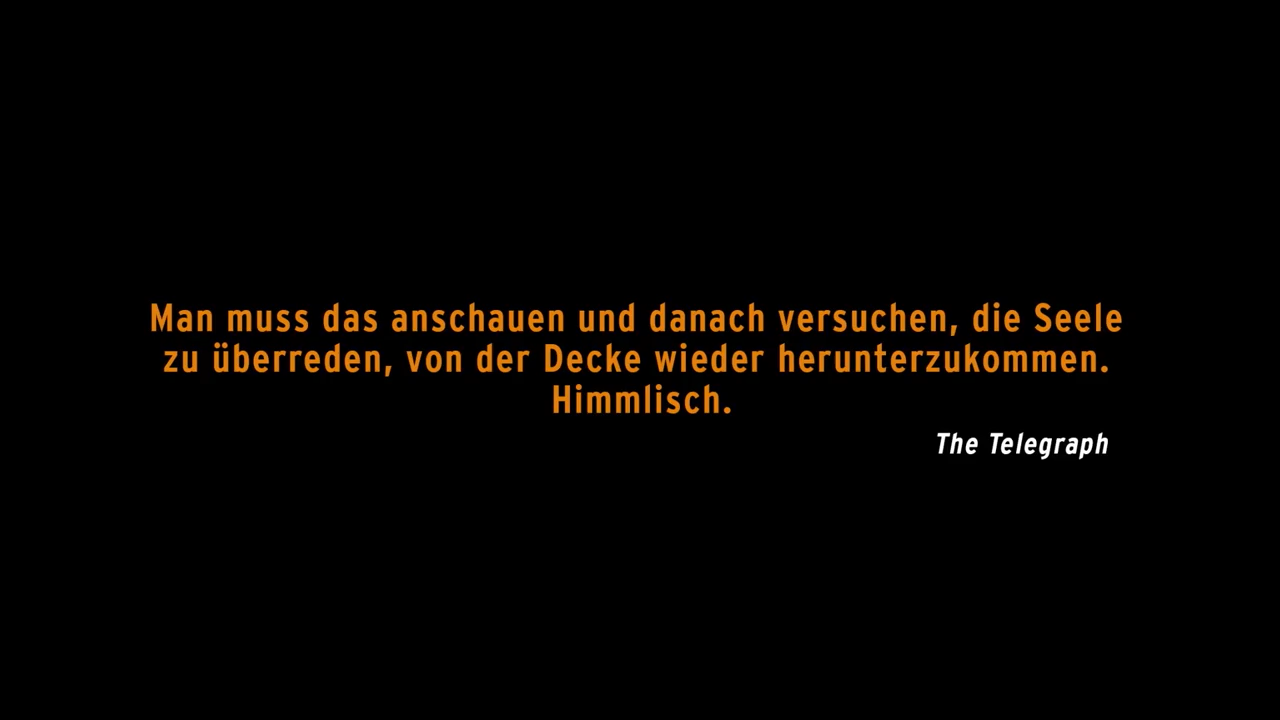 Man muss das anschauen und danach versuchen, die Seele
zu überreden, von der Decke wieder herunterzukommen.
Himmlisch.
The Telegraph